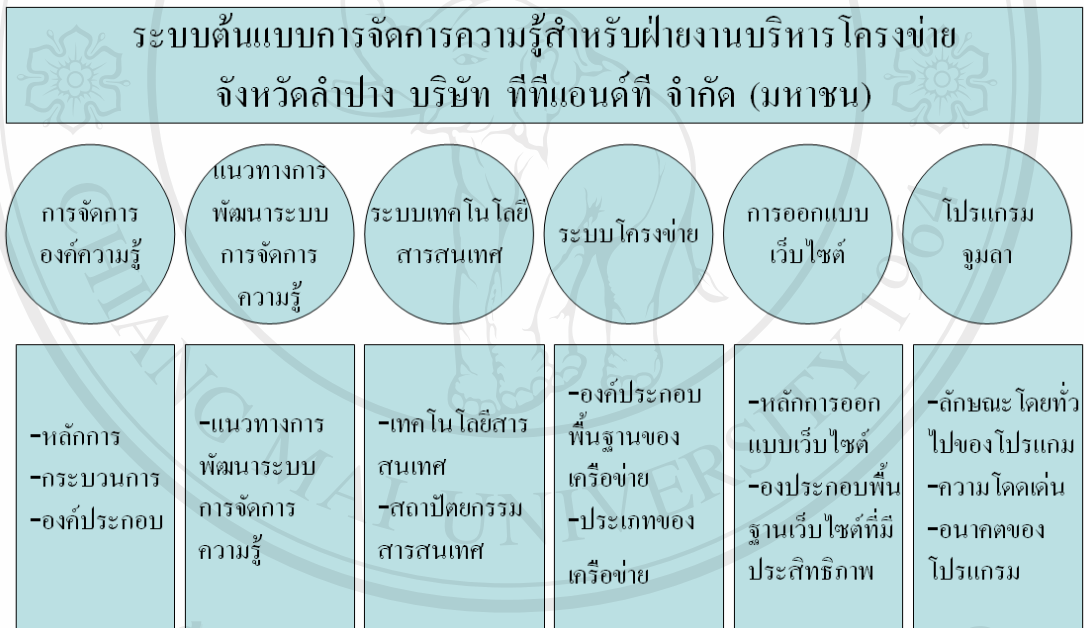 ระบบต้นแบบการจัดการความรู้สำหรับฝ่ายงานบริหารโครงข่าย
จังหวัดลำปาง บริษัท ทีทีแอนด์ที จำกัด (มหาชน)
การจัดการ
องค์ความรู้
แนวทางการ
พัฒนาระบบ
การจัดการ
ความรู้
ระบบเทคโนโลยี
สารสนเทศ
ระบบโครงข่าย
การออกแบบ
เว็บไซต์
โปรแกรม
จูมลา
-หลักการ
-กระบวนการ
-องค์ประกอบ
-แนวทางการ
พัฒนาระบบ
การจัดการ
ความรู้
-เทคโนโลยีสาร
สนเทศ
-สถาปัตยกรรม
สารสนเทศ
-องค์ประกอบ
พื้นฐานของ
เครือข่าย
-ประเภทของ
เครือข่าย
-หลักการออก
แบบเว็บไซต์
-องประกอบพื้น
ฐานเว็บไซต์ที่มี
ประสิทธิภาพ
-ลักษณะโดยทั่ว
ไปของโปรแกม
-ความโดดเด่น
-อนาคตของ
โปรแกรม
CHIANG MAI UNIVERSITY 1964